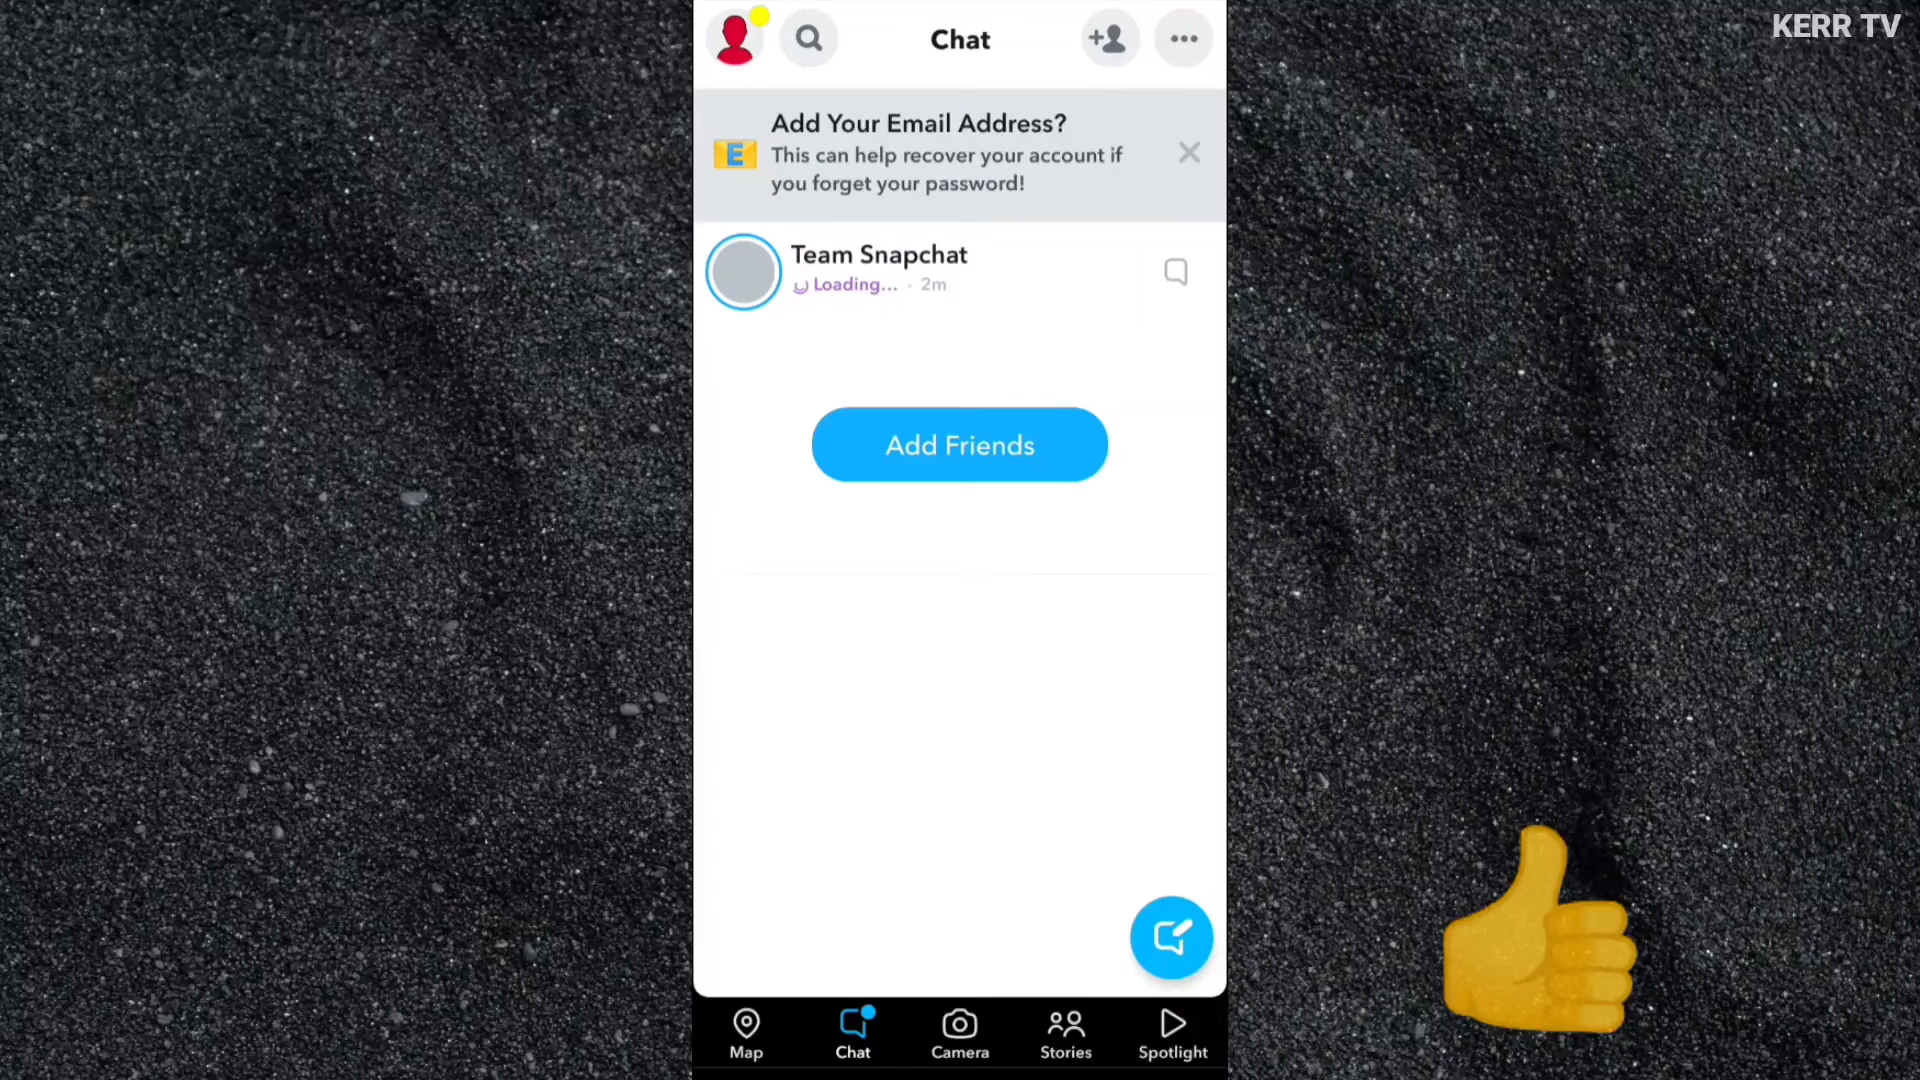 KERR TV
Chat
Add Your Email Address?
E
This can help recover your account if
you forget your password!
Team Snapchat
Loading... · 2m
Add Friends
Map
Chat
Camera
Stories
Spotlight